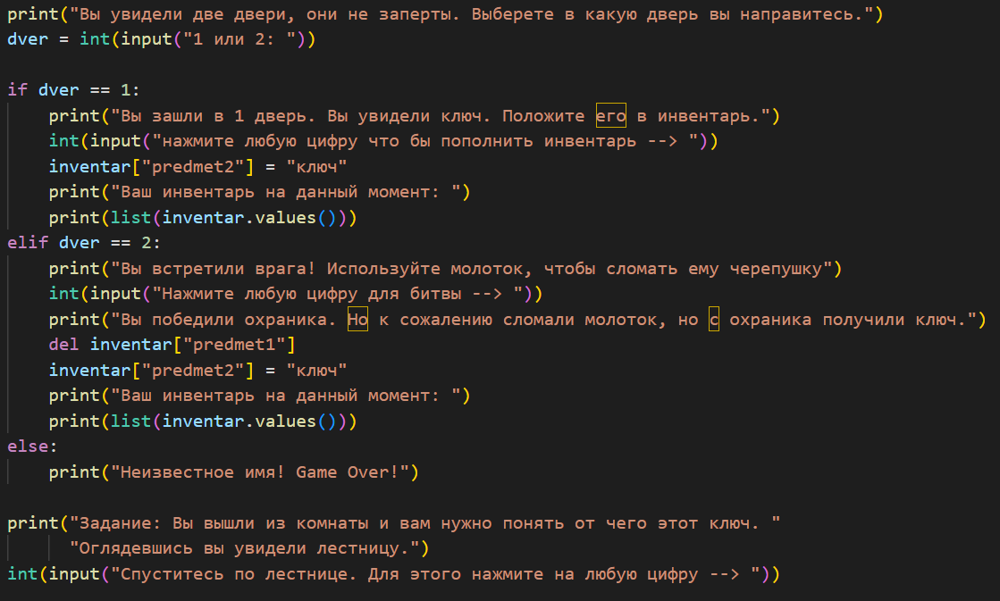 print("Вы увидели две двери, они не заперты. Выберете в какую дверь вы направитесь.")
dver = int(input("1 или 2: "))
if dver == 1:
    print("Вы зашли в 1 дверь. Вы увидели ключ. Положите его в инвентарь.")
    int(input("нажмите любую цифру что бы пополнить инвентарь --> "))
    inventar["predmet2"] = "ключ"
    print("Ваш инвентарь на данный момент: ")
    print(list(inventar.values()))
elif dver == 2:
    print("Вы встретили врага! Используйте молоток, чтобы сломать ему черепушку")
    int(input("Нажмите любую цифру для битвы --> "))
    print("Вы победили охраника. Но к сожалению сломали молоток, но с охраника получили ключ.")
    del inventar["predmet1"]
    inventar["predmet2"] = "ключ"
    print("Ваш инвентарь на данный момент: ")
    print(list(inventar.values()))
else:
    print("Неизвестное имя! Game Over!")
print("Задание: Вы вышли из комнаты и вам нужно понять от чего этот ключ. "
      "Оглядевшись вы увидели лестницу.")
int(input("Спуститесь по лестнице. Для этого нажмите на любую цифру --> "))